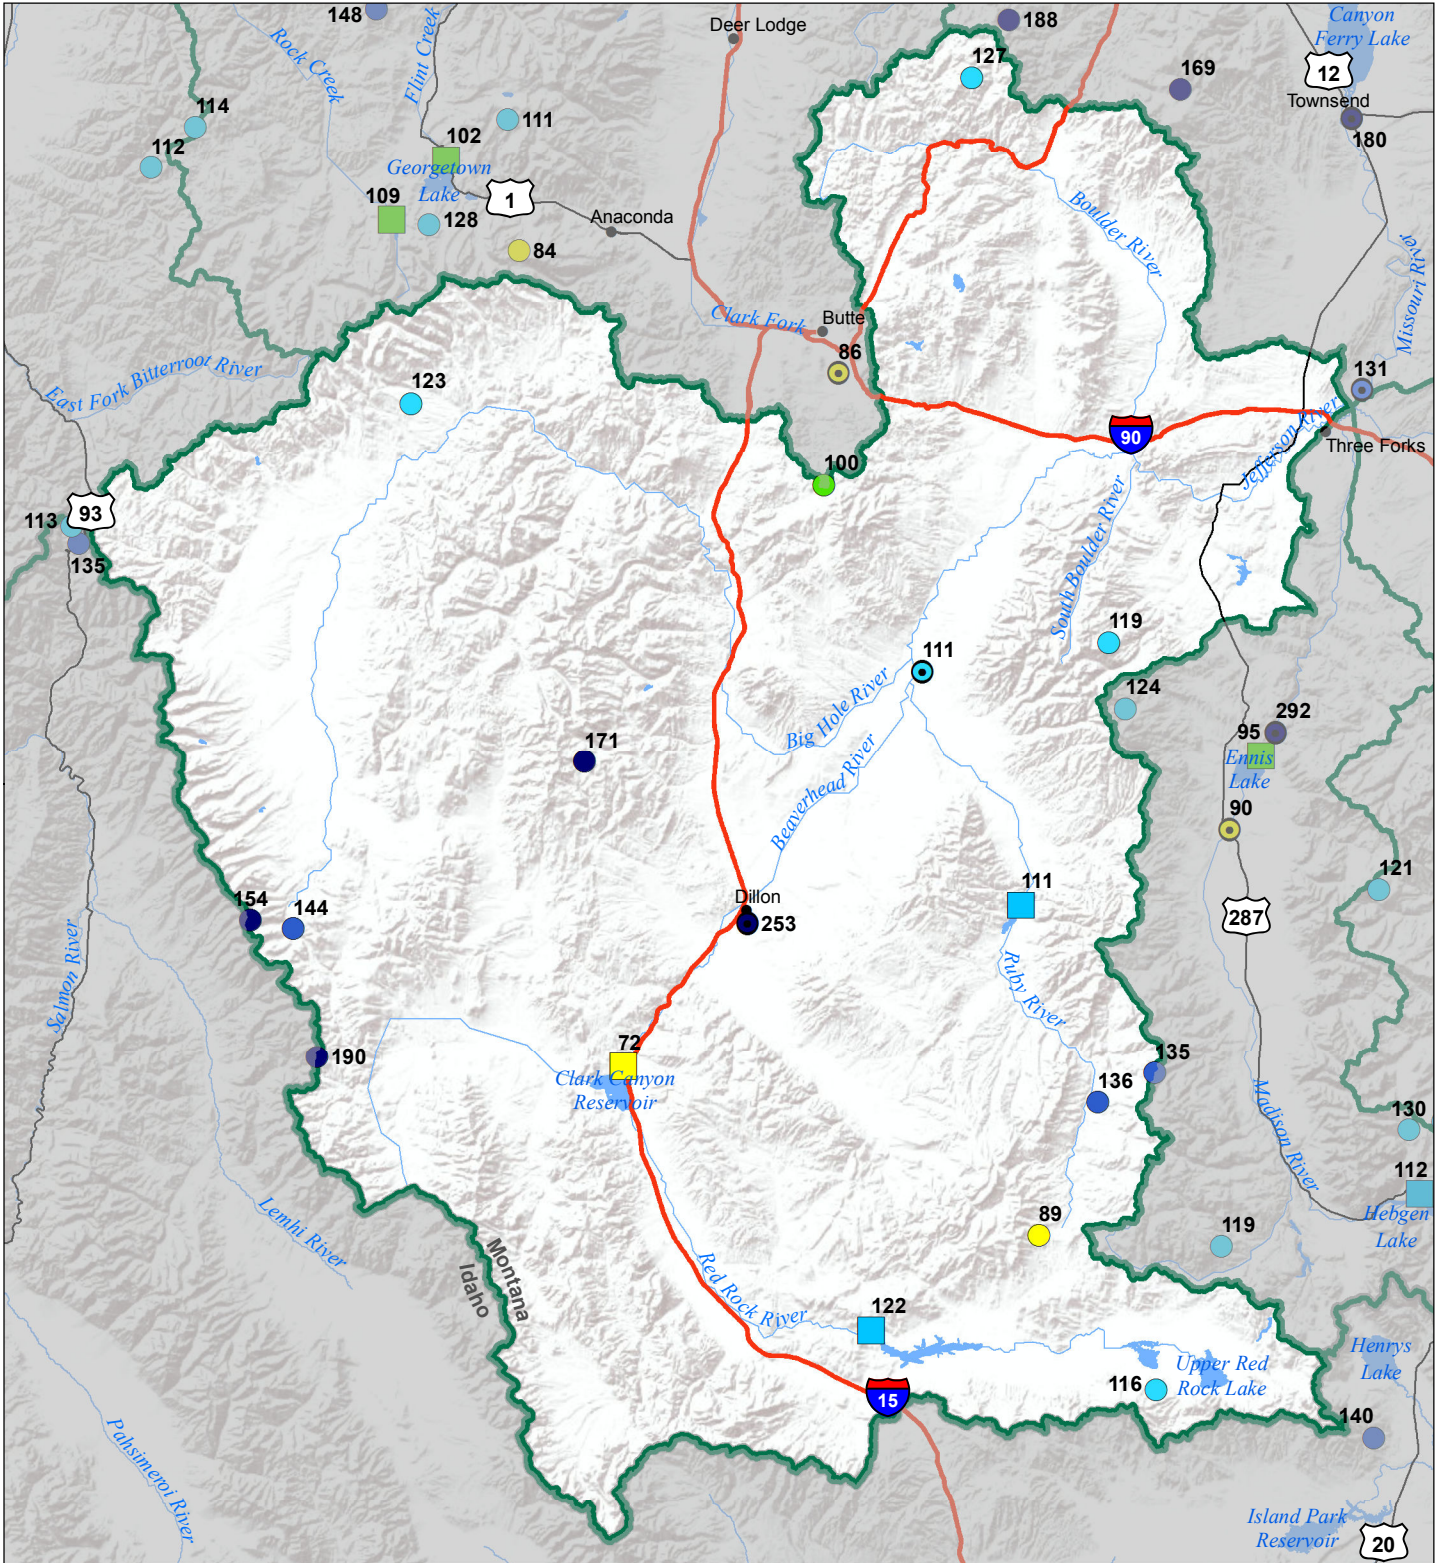 148
Deer Lodge
188
Canyon
Ferry Lake
Rock Creek
Flint Creek
127
169
12
Townsend
180
114
112
102
111
Georgetown
Lake
109
128
1
84
Anaconda
Boulder River
Missouri River
Clark Fork
Butte
86
East Fork Bitterroot River
123
131
90
Jefferson River
Three Forks
100
93
113
135
South Boulder River
119
111
124
Big Hole River
292
95
Ennis
Lake
171
Beaverhead River
90
121
Dillon
253
111
287
154
144
Salmon River
Ruby River
190
72
Clark Canyon
Reservoir
135
136
Madison River
130
112
Hebgen
Lake
Lemhi River
89
119
Montana
Idaho
Red Rock River
122
Henrys
Lake
Upper Red
Rock Lake
116
15
140
Pahsimeroi River
Island Park
Reservoir
20